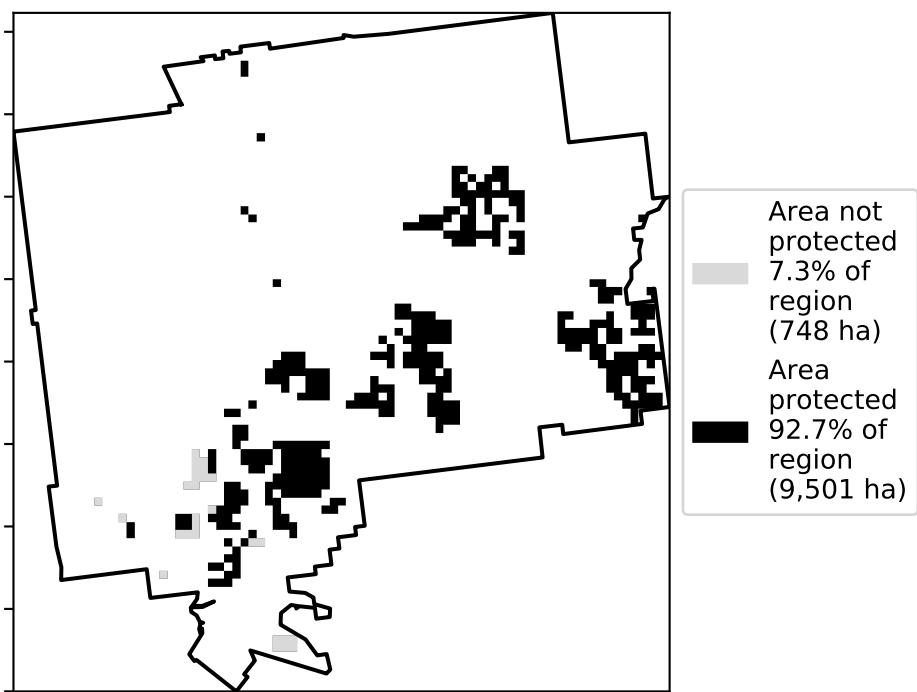 Area not
protected
7.3% of
region
(748 ha)
Area
protected
92.7% of
region
(9,501 ha)